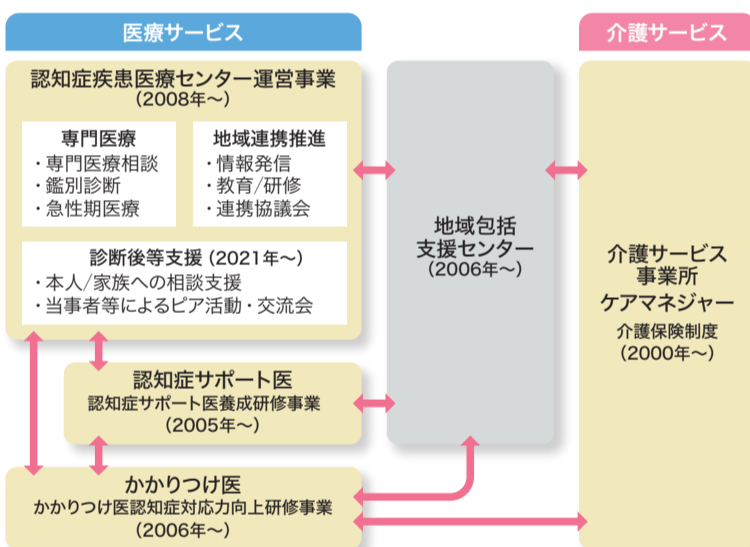 医療サービス
介護サービス
認知症疾患医療センター運営事業
(2008年〜)
専門医療
・専門医療相談
・鑑別診断
・急性期医療
地域連携推進
・情報発信
・教育/研修
・連携協議会
診断後等支援 (2021年〜)
・本人/家族への相談支援
・当事者等によるピア活動・交流会
認知症サポート医
認知症サポート医養成研修事業
(2005年〜)
かかりつけ医
かかりつけ医認知症対応力向上研修事業
(2006年〜)
地域包括
支援センター
(2006年〜)
介護サービス
事業所
ケアマネジャー
介護保険制度
(2000年〜)